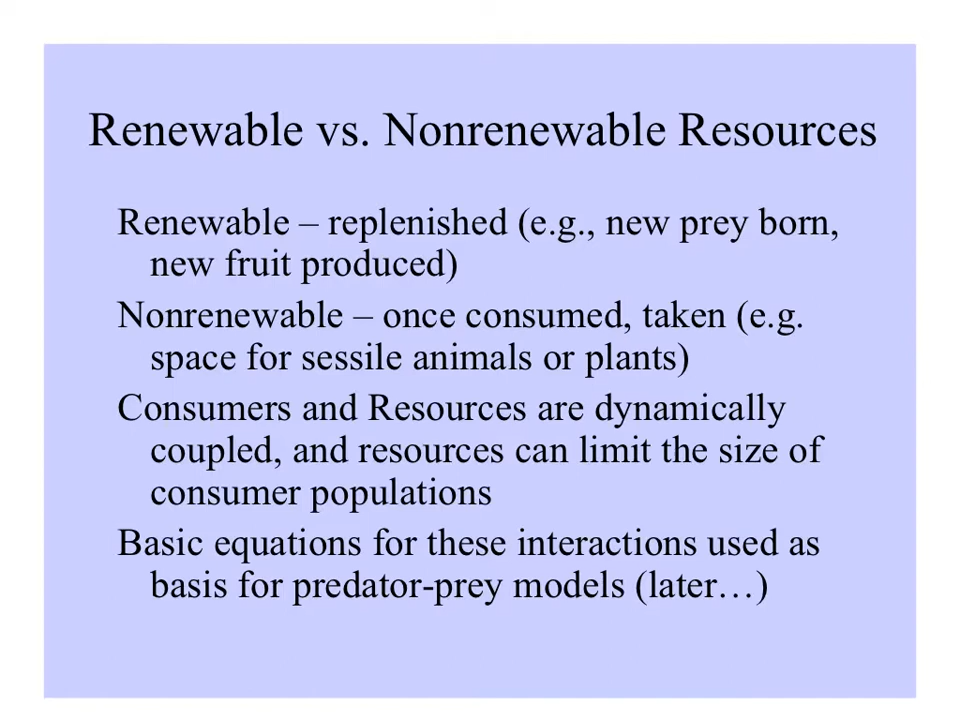 Renewable vs. Nonrenewable Resources
Renewable – replenished (e.g., new prey born,
new fruit produced)
Nonrenewable – once consumed, taken (e.g.
space for sessile animals or plants)
Consumers and Resources are dynamically
coupled, and resources can limit the size of
consumer populations
Basic equations for these interactions used as
basis for predator-prey models (later…)